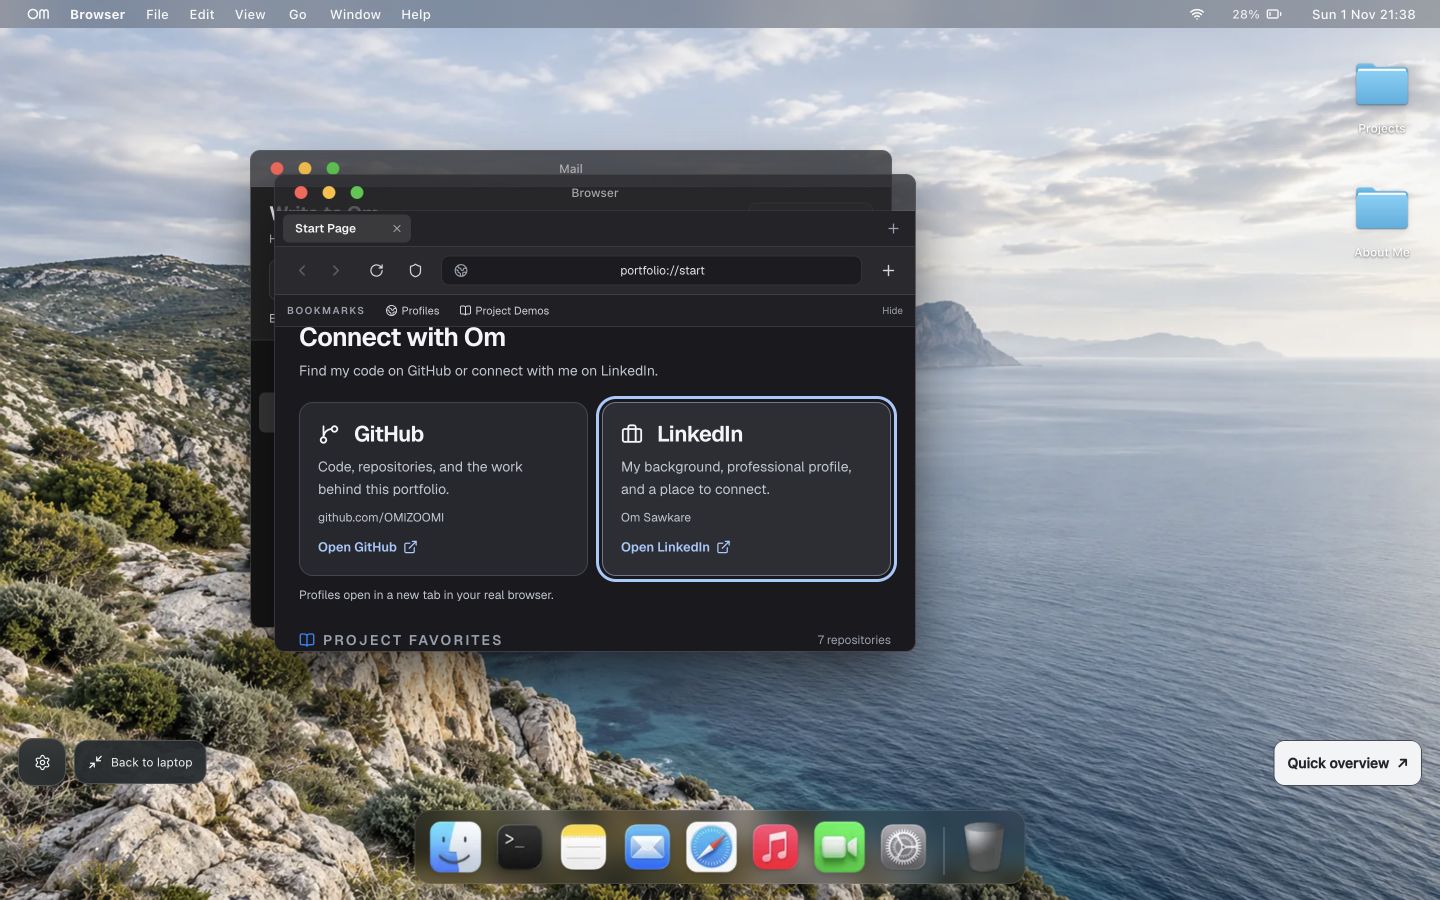 OM Browser File Edit View Go Window Help 28% Sun 1 Nov 21:38
Projects
About Me
Mail
Browser
Start Page
portfolio://start
BOOKMARKS Profiles Project Demos Hide
Connect with Om
Find my code on GitHub or connect with me on LinkedIn.
GitHub
Code, repositories, and the work
behind this portfolio.
github.com/OMIZOOMI
Open GitHub
LinkedIn
My background, professional profile,
and a place to connect.
Om Sawkare
Open LinkedIn
Profiles open in a new tab in your real browser.
PROJECT FAVORITES 7 repositories
Back to laptop
Quick overview